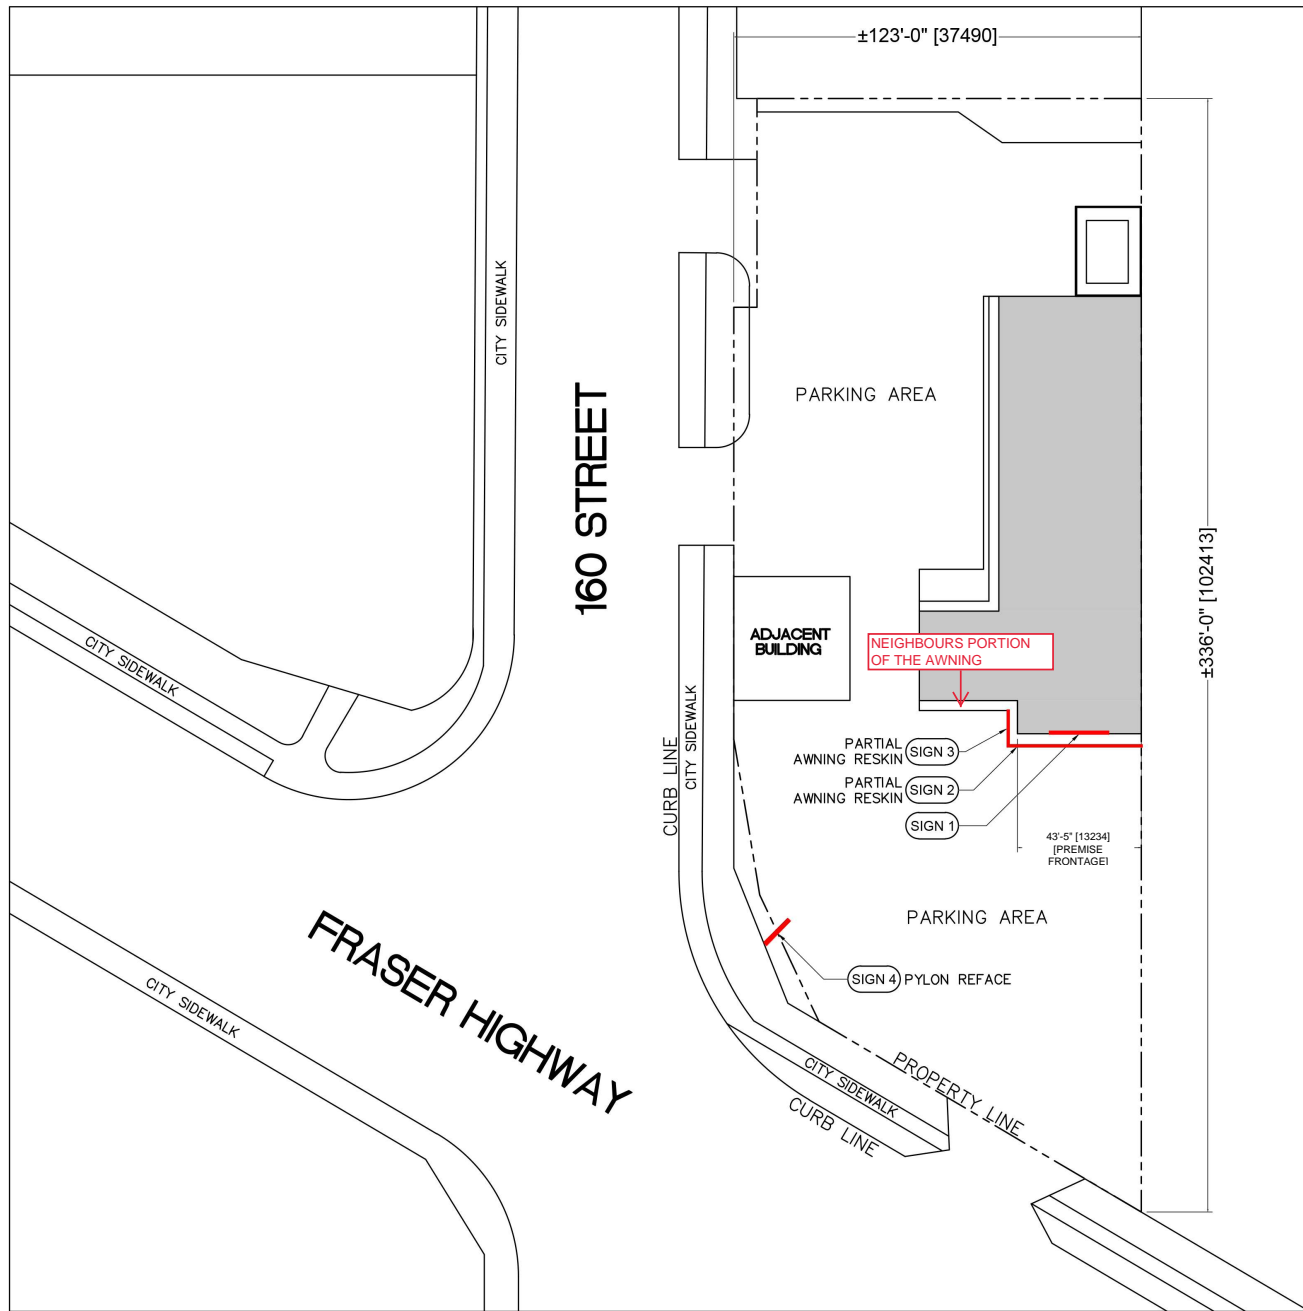 ±123'-0" [37490]
CITY SIDEWALK
160 STREET
PARKING AREA
±336'-0" [102413]
ADJACENT
BUILDING
NEIGHBOURS PORTION
OF THE AWNING
CITY SIDEWALK
CURB LINE
CITY SIDEWALK
PARTIAL
AWNING RESKIN
SIGN 3
PARTIAL
AWNING RESKIN
SIGN 2
SIGN 1
43'-5" [13234]
[PREMISE
FRONTAGE]
PARKING AREA
SIGN 4 PYLON REFACE
FRASER HIGHWAY
CITY SIDEWALK
PROPERTY LINE
CITY SIDEWALK
CURB LINE